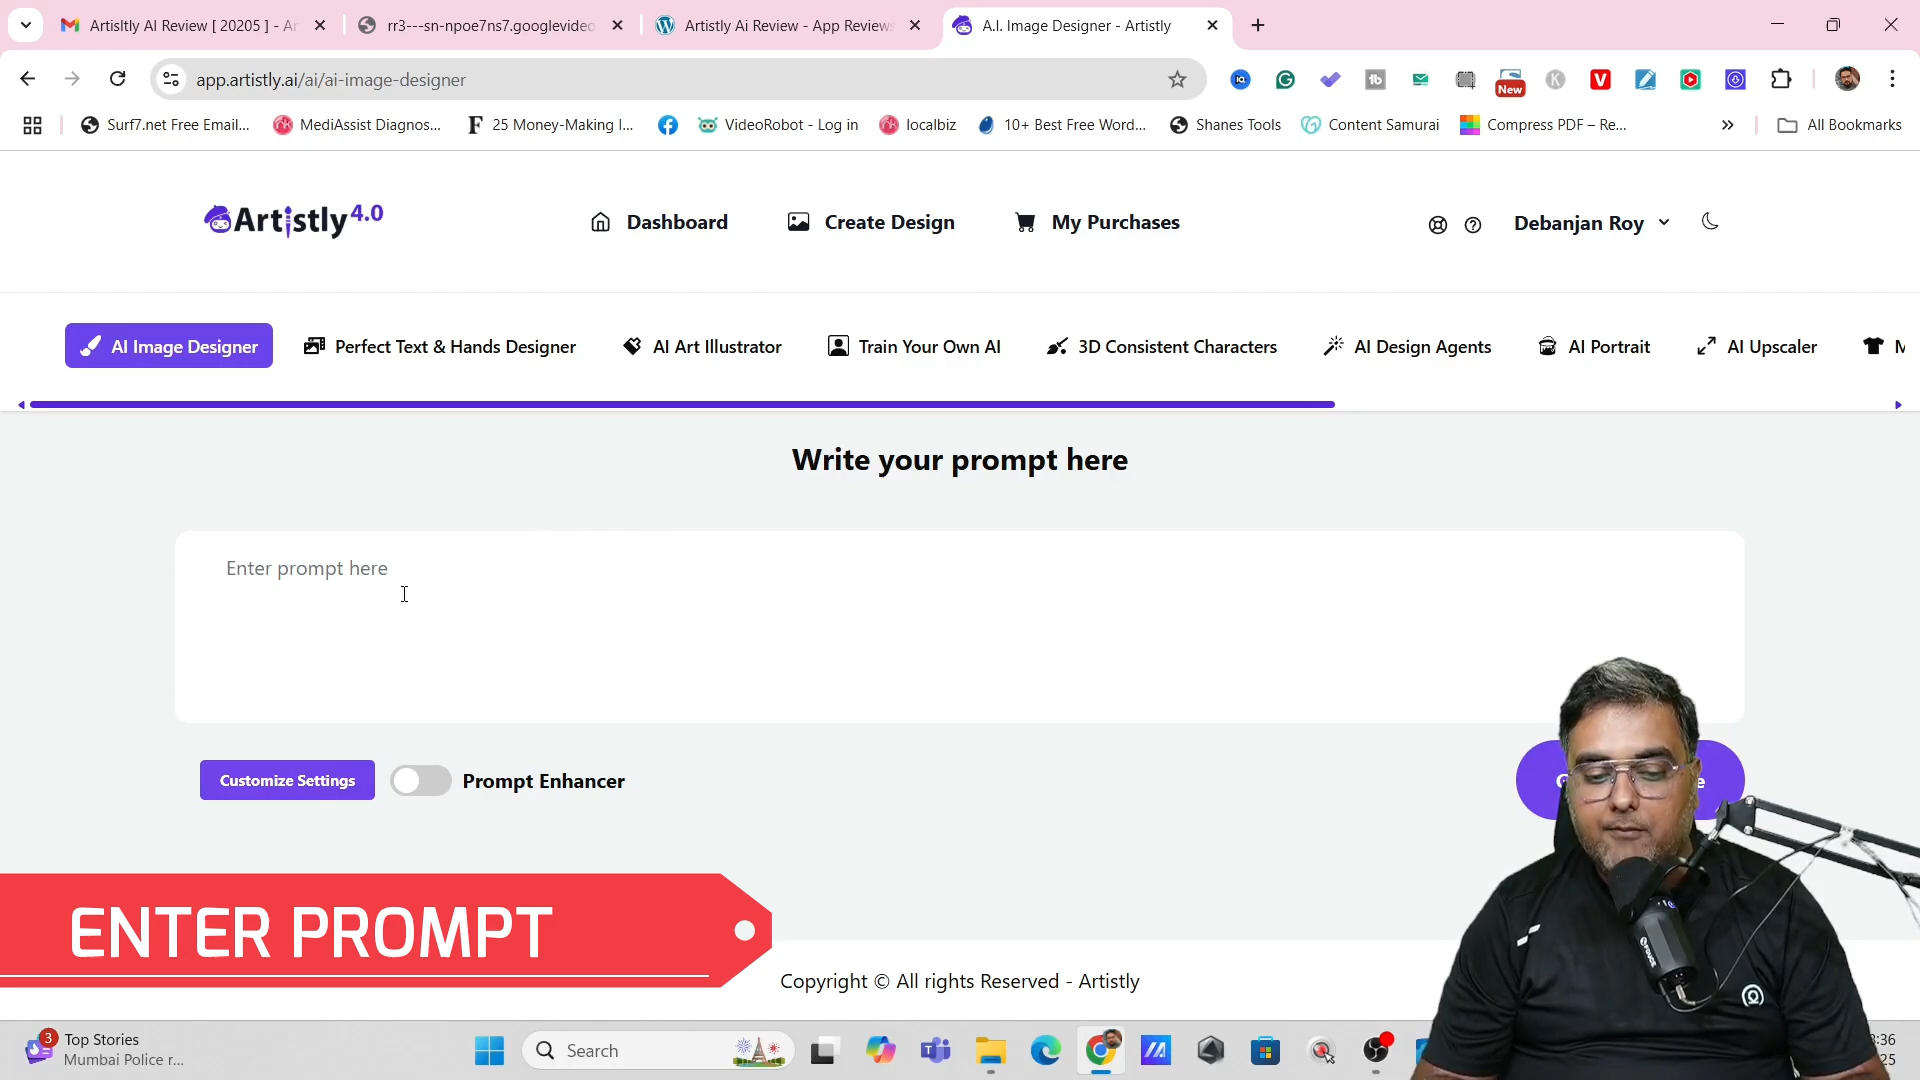 Artisltly AI Review [ 20205 ] - Ar
rr3---sn-npoe7ns7.googlevideo
Artistly Ai Review - App Reviews
A.I. Image Designer - Artistly
app.artistly.ai/ai/ai-image-designer
New
Surf7.net Free Email...
MediAssist Diagnos...
25 Money-Making I...
VideoRobot - Log in
localbiz
10+ Best Free Word...
Shanes Tools
Content Samurai
Compress PDF – Re...
All Bookmarks
Artistly 4.0
Dashboard
Create Design
My Purchases
Debanjan Roy
AI Image Designer
Perfect Text & Hands Designer
AI Art Illustrator
Train Your Own AI
3D Consistent Characters
AI Design Agents
AI Portrait
AI Upscaler
Write your prompt here
Enter prompt here
Customize Settings
Prompt Enhancer
ENTER PROMPT
Copyright © All rights Reserved - Artistly
3
Top Stories
Mumbai Police r...
Search